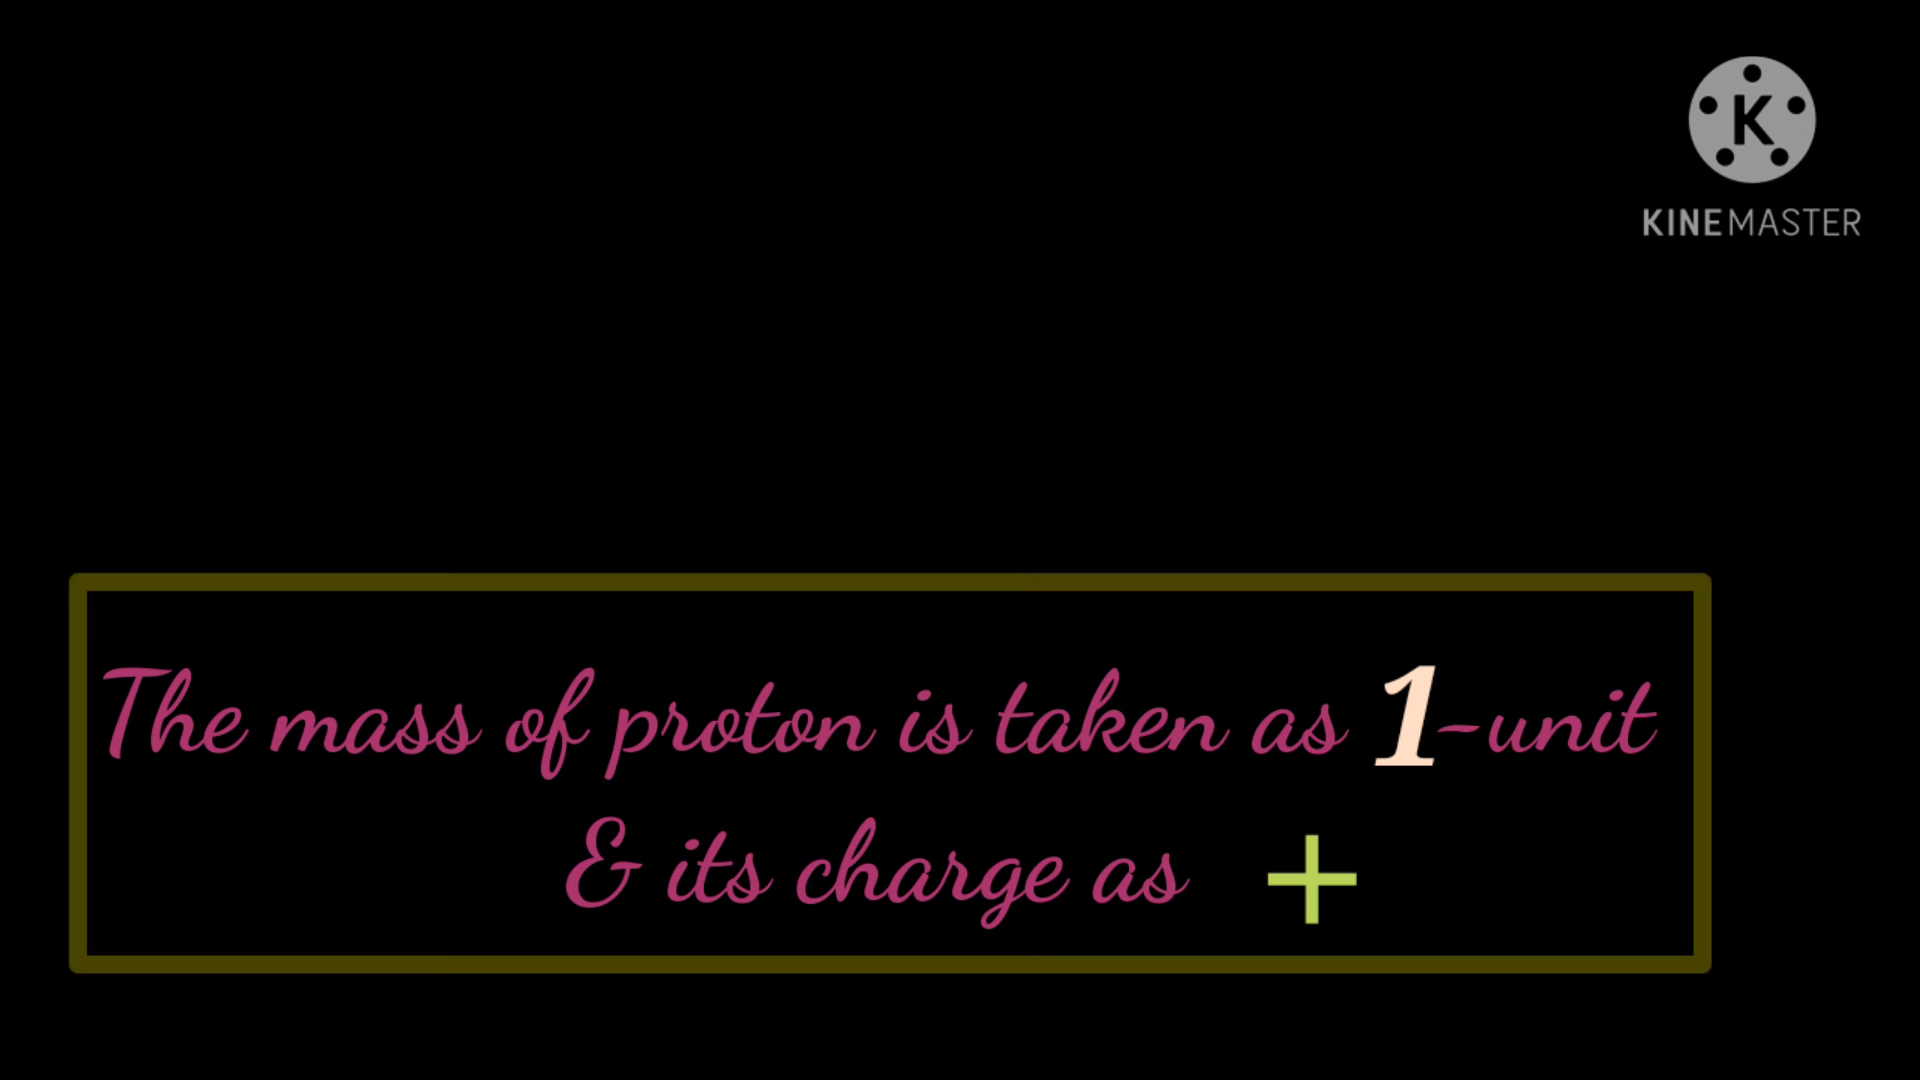 K
KINEMASTER
The mass of proton is taken as 1-unit
& its charge as +